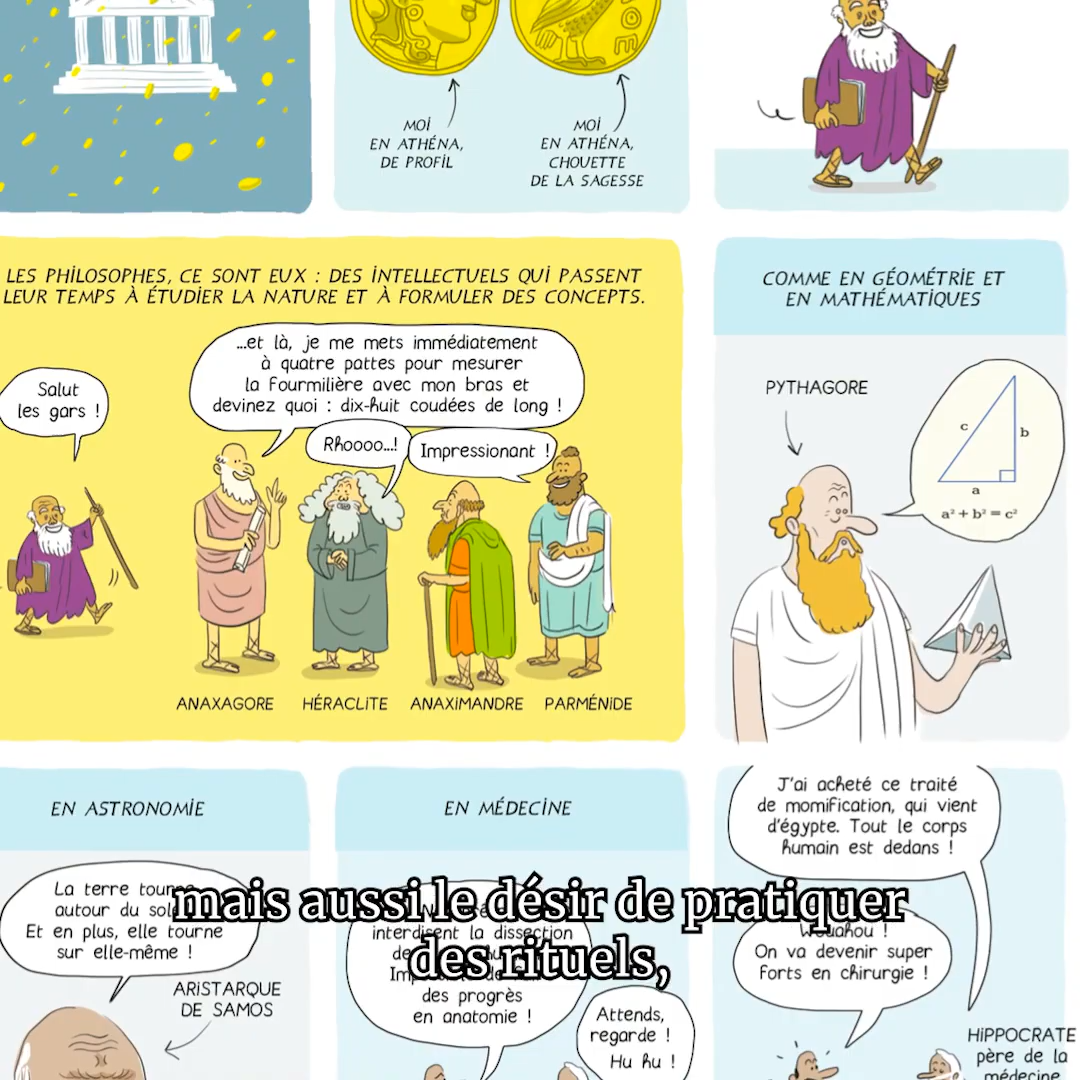 MOI
EN ATHÉNA,
DE PROFIL
MOI
EN ATHÉNA,
CHOUETTE
DE LA SAGESSE
LES PHILOSOPHES, CE SONT EUX : DES INTELLECTUELS QUI PASSENT
LEUR TEMPS À ÉTUDIER LA NATURE ET À FORMULER DES CONCEPTS.
Salut
les gars !
...et là, je me mets immédiatement
à quatre pattes pour mesurer
la fourmilière avec mon bras et
devinez quoi : dix-huit coudées de long !
Rhoooo...!
Impressionant !
ANAXAGORE
HÉRACLITE
ANAXIMANDRE
PARMÉNIDE
COMME EN GÉOMÉTRIE ET
EN MATHÉMATIQUES
PYTHAGORE
c
b
a
a² + b² = c²
EN ASTRONOMIE
La terre tourne
autour du soleil
Et en plus, elle tourne
sur elle-même !
ARISTARQUE
DE SAMOS
EN MÉDECINE
interdisent la dissection
des progrès
en anatomie !
Attends,
regarde !
Hu hu !
J'ai acheté ce traité
de momification, qui vient
d'égypte. Tout le corps
humain est dedans !
Wouahou !
On va devenir super
forts en chirurgie !
HIPPOCRATE
père de la
médecine
mais aussi le désir de pratiquer
des rituels,